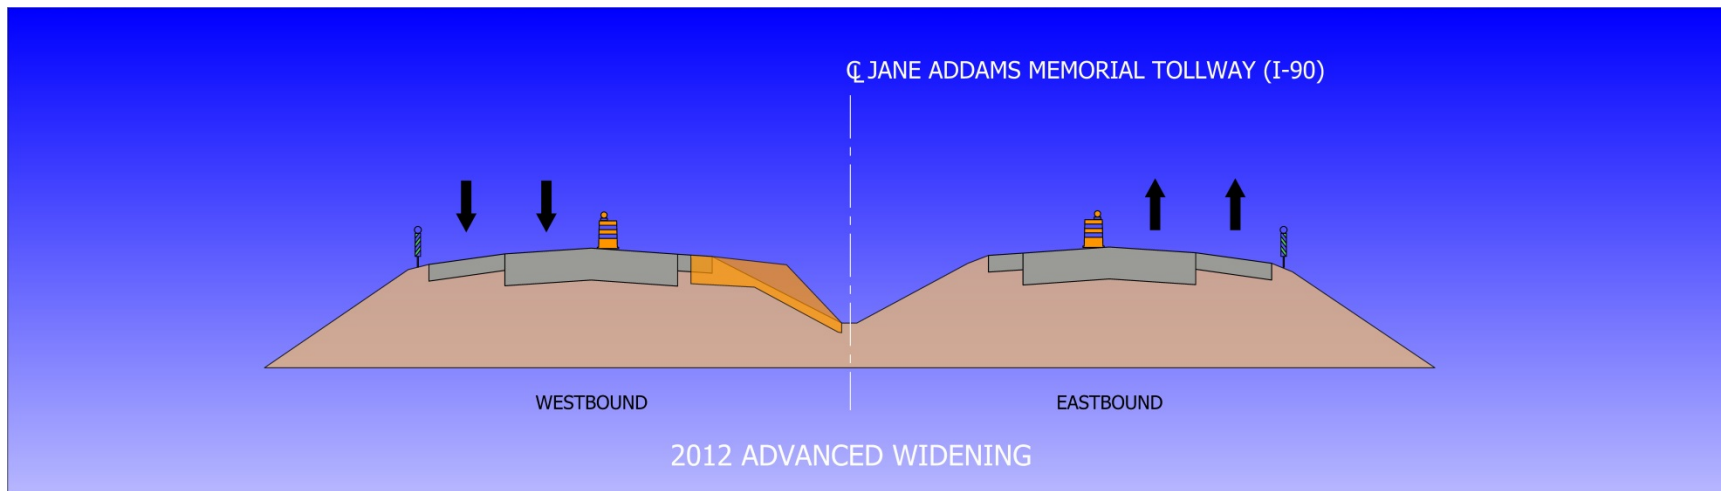 ℄ JANE ADDAMS MEMORIAL TOLLWAY (I-90)
WESTBOUND
EASTBOUND
2012 ADVANCED WIDENING